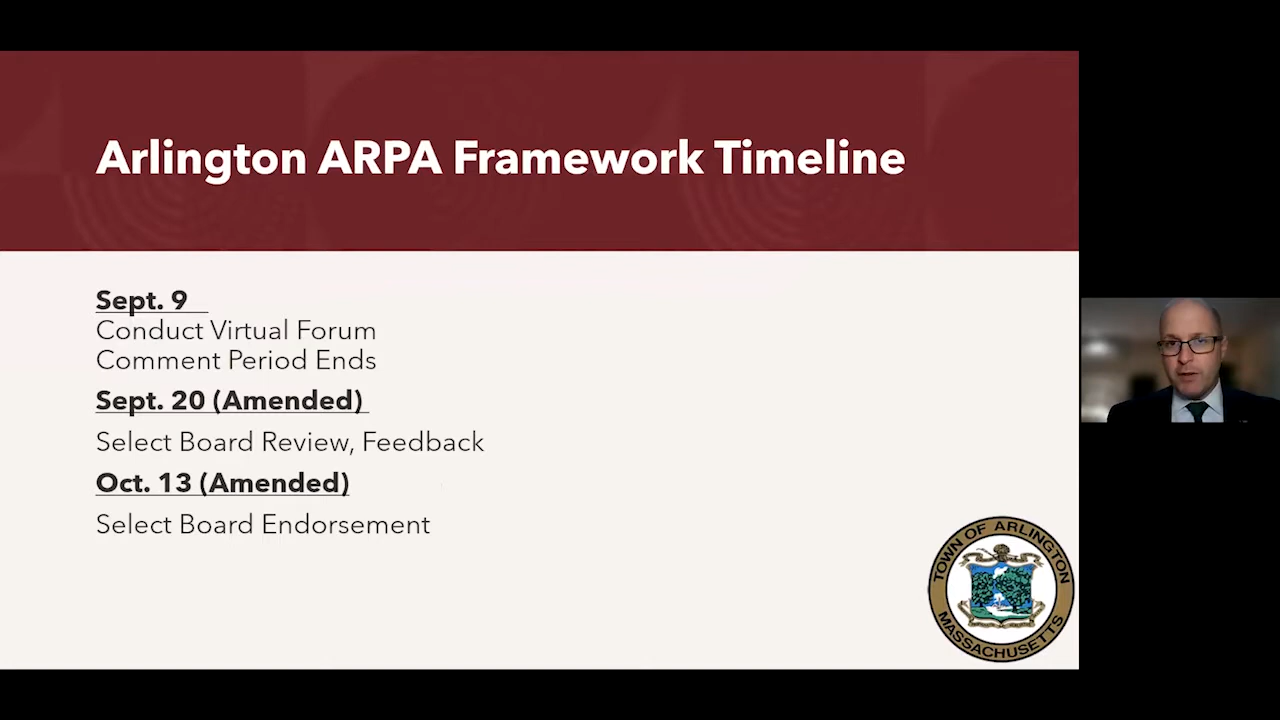 Arlington ARPA Framework Timeline
Sept. 9
Conduct Virtual Forum
Comment Period Ends
Sept. 20 (Amended)
Select Board Review, Feedback
Oct. 13 (Amended)
Select Board Endorsement
TOWN OF ARLINGTON
MASSACHUSETTS